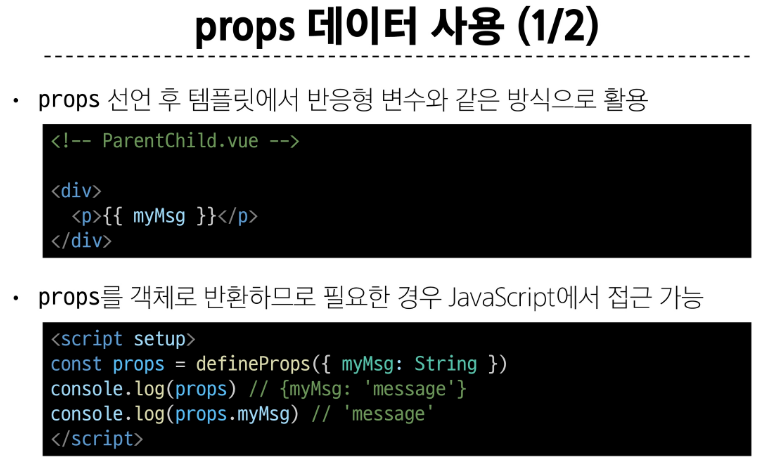 props 데이터 사용 (1/2)
• props 선언 후 템플릿에서 반응형 변수와 같은 방식으로 활용
<!-- ParentChild.vue -->
<div>
  <p>{{ myMsg }}</p>
</div>
• props를 객체로 반환하므로 필요한 경우 JavaScript에서 접근 가능
<script setup>
const props = defineProps({ myMsg: String })
console.log(props) // {myMsg: 'message'}
console.log(props.myMsg) // 'message'
</script>